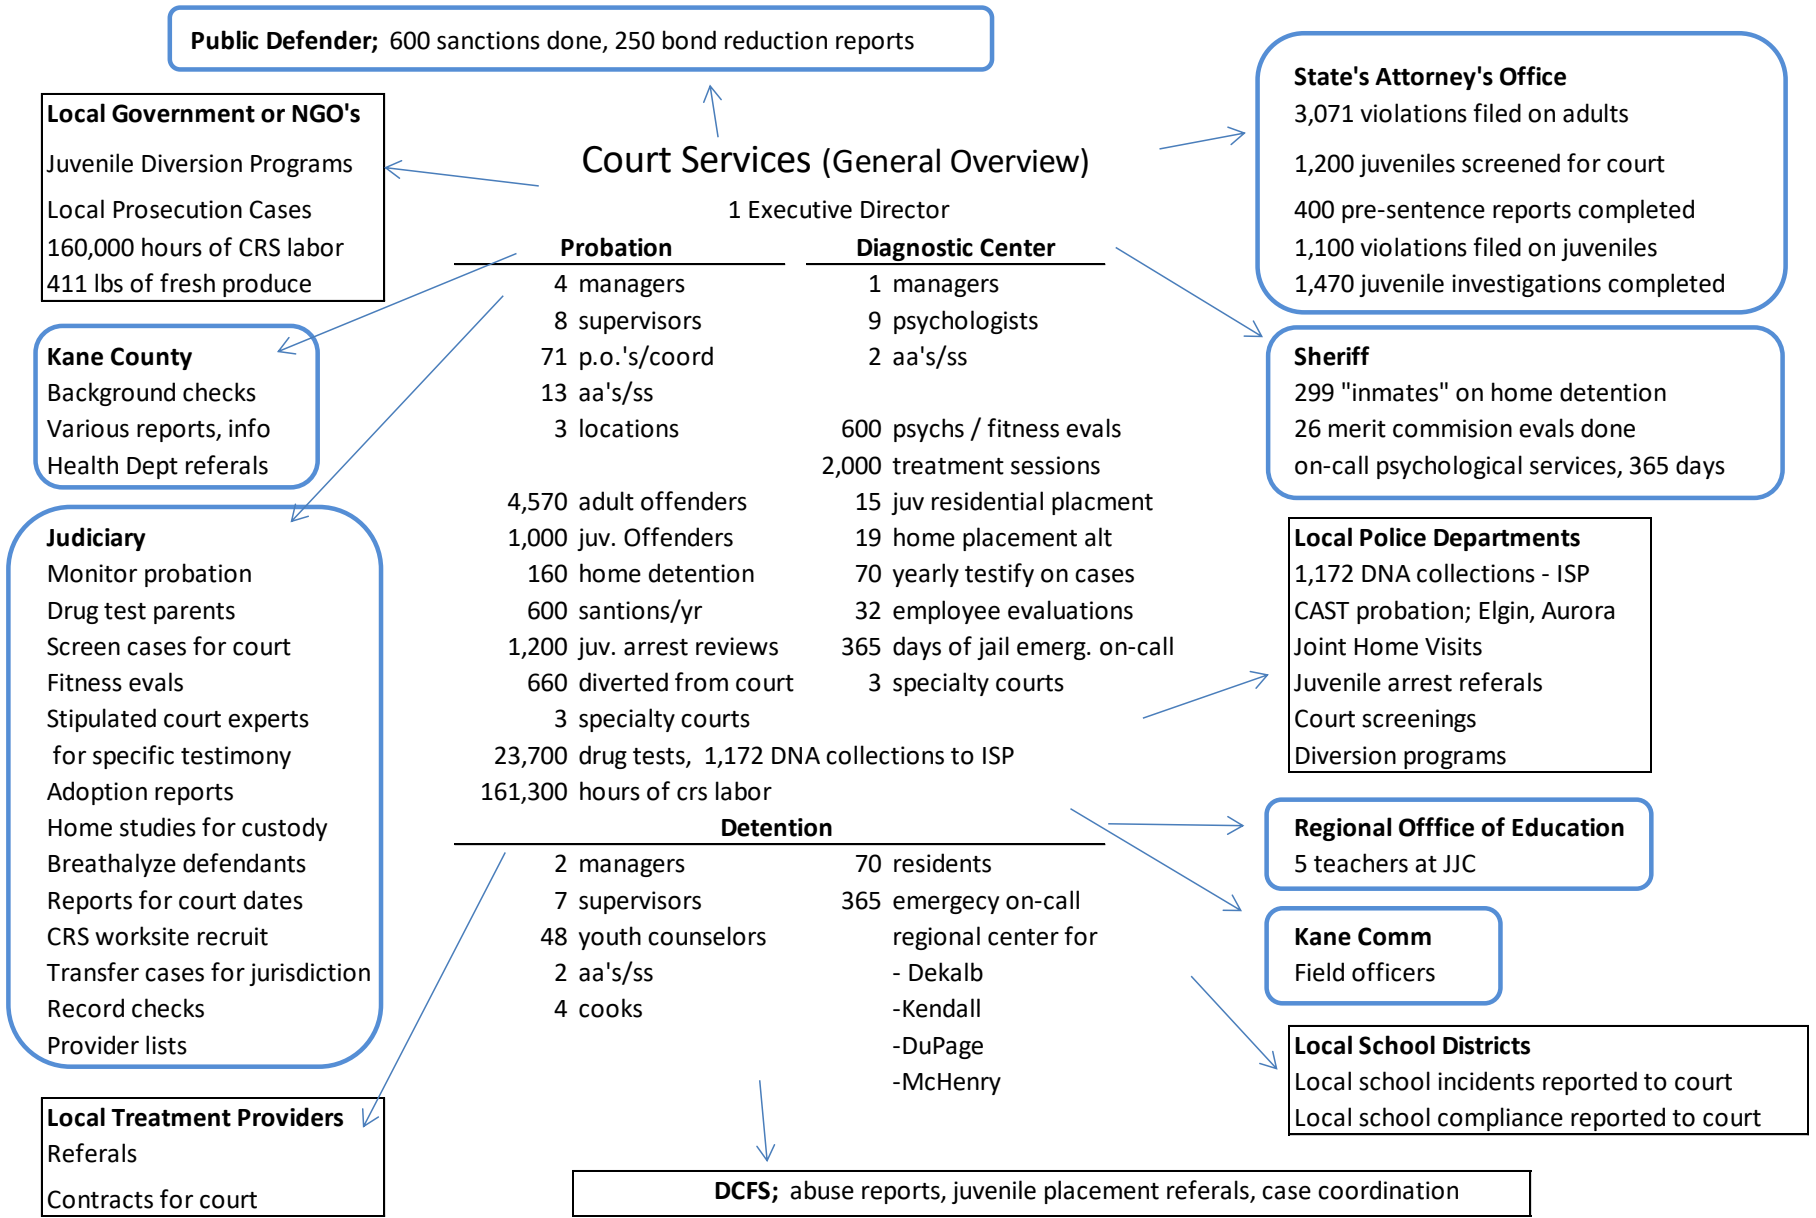 Public Defender; 600 sanctions done, 250 bond reduction reports
Local Government or NGO's
Juvenile Diversion Programs
Local Prosecution Cases
160,000 hours of CRS labor
411 lbs of fresh produce
Kane County
Background checks
Various reports, info
Health Dept referals
Judiciary
Monitor probation
Drug test parents
Screen cases for court
Fitness evals
Stipulated court experts
for specific testimony
Adoption reports
Home studies for custody
Breathalyze defendants
Reports for court dates
CRS worksite recruit
Transfer cases for jurisdiction
Record checks
Provider lists
Local Treatment Providers
Referals
Contracts for court
Court Services (General Overview)
1 Executive Director
Probation
4 managers
8 supervisors
71 p.o.'s/coord
13 aa's/ss
3 locations
4,570 adult offenders
1,000 juv. Offenders
160 home detention
600 santions/yr
1,200 juv. arrest reviews
660 diverted from court
3 specialty courts
23,700 drug tests, 1,172 DNA collections to ISP
161,300 hours of crs labor
Diagnostic Center
1 managers
9 psychologists
2 aa's/ss
600 psychs / fitness evals
2,000 treatment sessions
15 juv residential placment
19 home placement alt
70 yearly testify on cases
32 employee evaluations
365 days of jail emerg. on-call
3 specialty courts
Detention
2 managers
7 supervisors
48 youth counselors
2 aa's/ss
4 cooks
70 residents
365 emergecy on-call
regional center for
- Dekalb
-Kendall
-DuPage
-McHenry
DCFS; abuse reports, juvenile placement referals, case coordination
State's Attorney's Office
3,071 violations filed on adults
1,200 juveniles screened for court
400 pre-sentence reports completed
1,100 violations filed on juveniles
1,470 juvenile investigations completed
Sheriff
299 "inmates" on home detention
26 merit commision evals done
on-call psychological services, 365 days
Local Police Departments
1,172 DNA collections - ISP
CAST probation; Elgin, Aurora
Joint Home Visits
Juvenile arrest referrals
Court screenings
Diversion programs
Regional Offfice of Education
5 teachers at JJC
Kane Comm
Field officers
Local School Districts
Local school incidents reported to court
Local school compliance reported to court